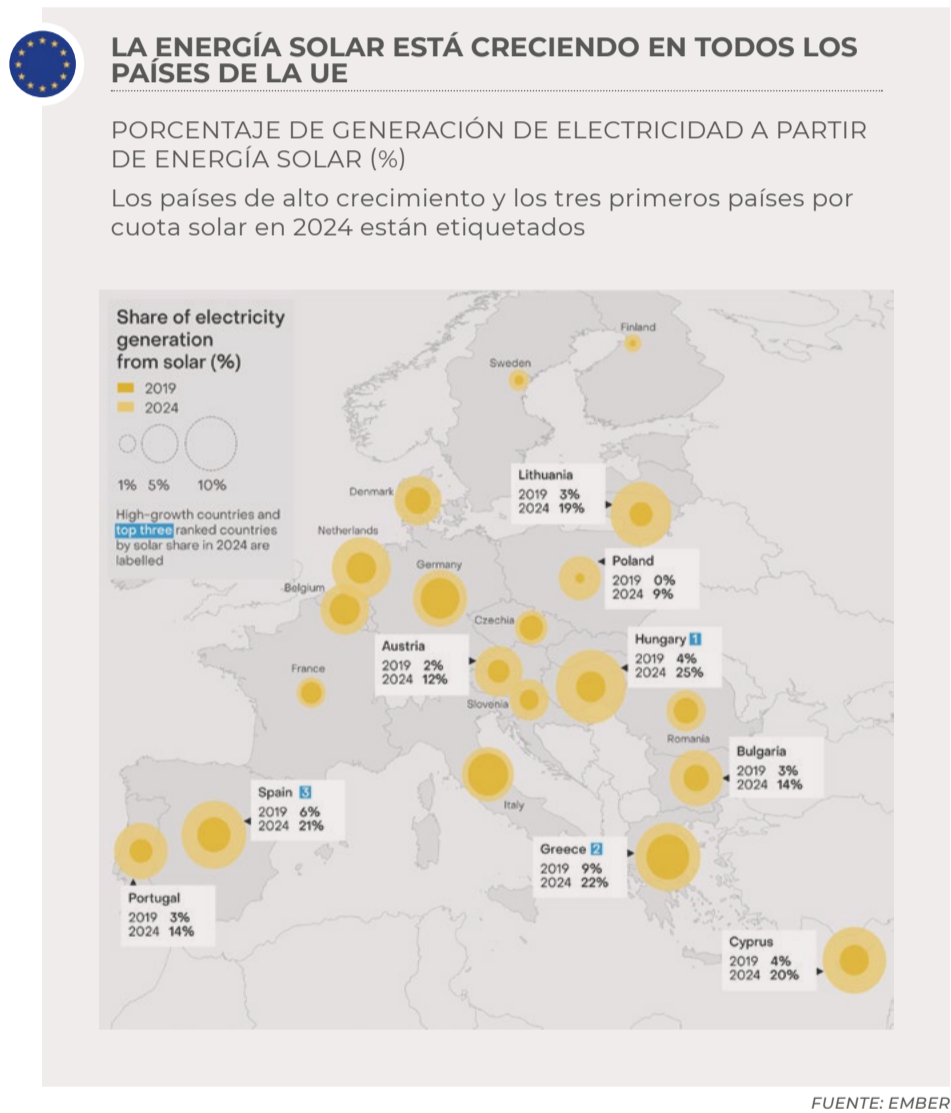 LA ENERGÍA SOLAR ESTÁ CRECIENDO EN TODOS LOS
PAÍSES DE LA UE
PORCENTAJE DE GENERACIÓN DE ELECTRICIDAD A PARTIR
DE ENERGÍA SOLAR (%)
Los países de alto crecimiento y los tres primeros países por
cuota solar en 2024 están etiquetados
Share of electricity
generation
from solar (%)
2019
2024
1% 5% 10%
High-growth countries and
top three ranked countries
by solar share in 2024 are
labelled
Finland
Sweden
Denmark
Lithuania
2019 3%
2024 19%
Netherlands
Germany
Belgium
Poland
2019 0%
2024 9%
Czechia
Austria
2019 2%
2024 12%
Hungary 1
2019 4%
2024 25%
France
Slovenia
Romania
Bulgaria
2019 3%
2024 14%
Spain 3
2019 6%
2024 21%
Italy
Greece 2
2019 9%
2024 22%
Portugal
2019 3%
2024 14%
Cyprus
2019 4%
2024 20%
FUENTE: EMBER